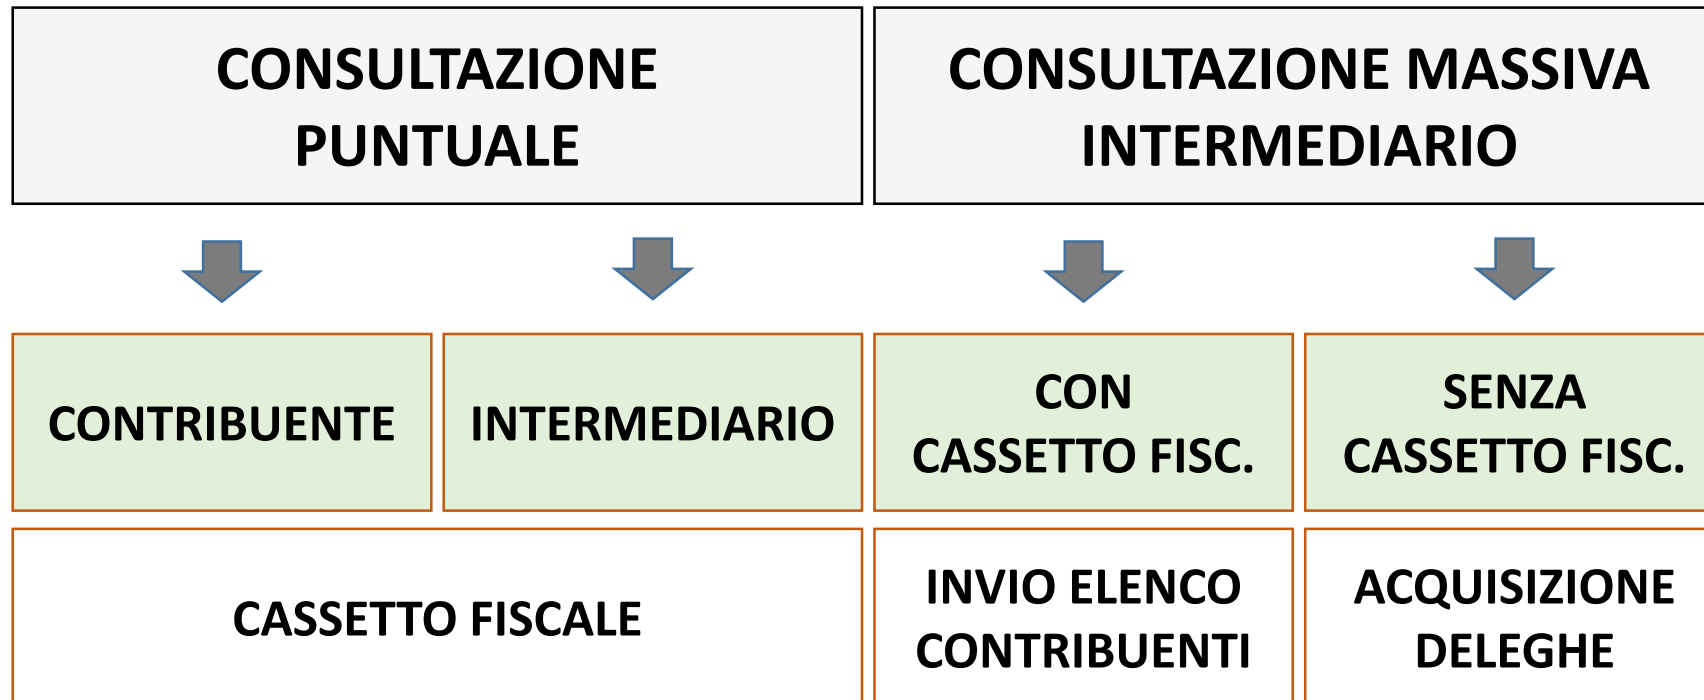 CONSULTAZIONE
PUNTUALE
CONSULTAZIONE MASSIVA
INTERMEDIARIO
CONTRIBUENTE
INTERMEDIARIO
CON
CASSETTO FISC.
SENZA
CASSETTO FISC.
CASSETTO FISCALE
INVIO ELENCO
CONTRIBUENTI
ACQUISIZIONE
DELEGHE